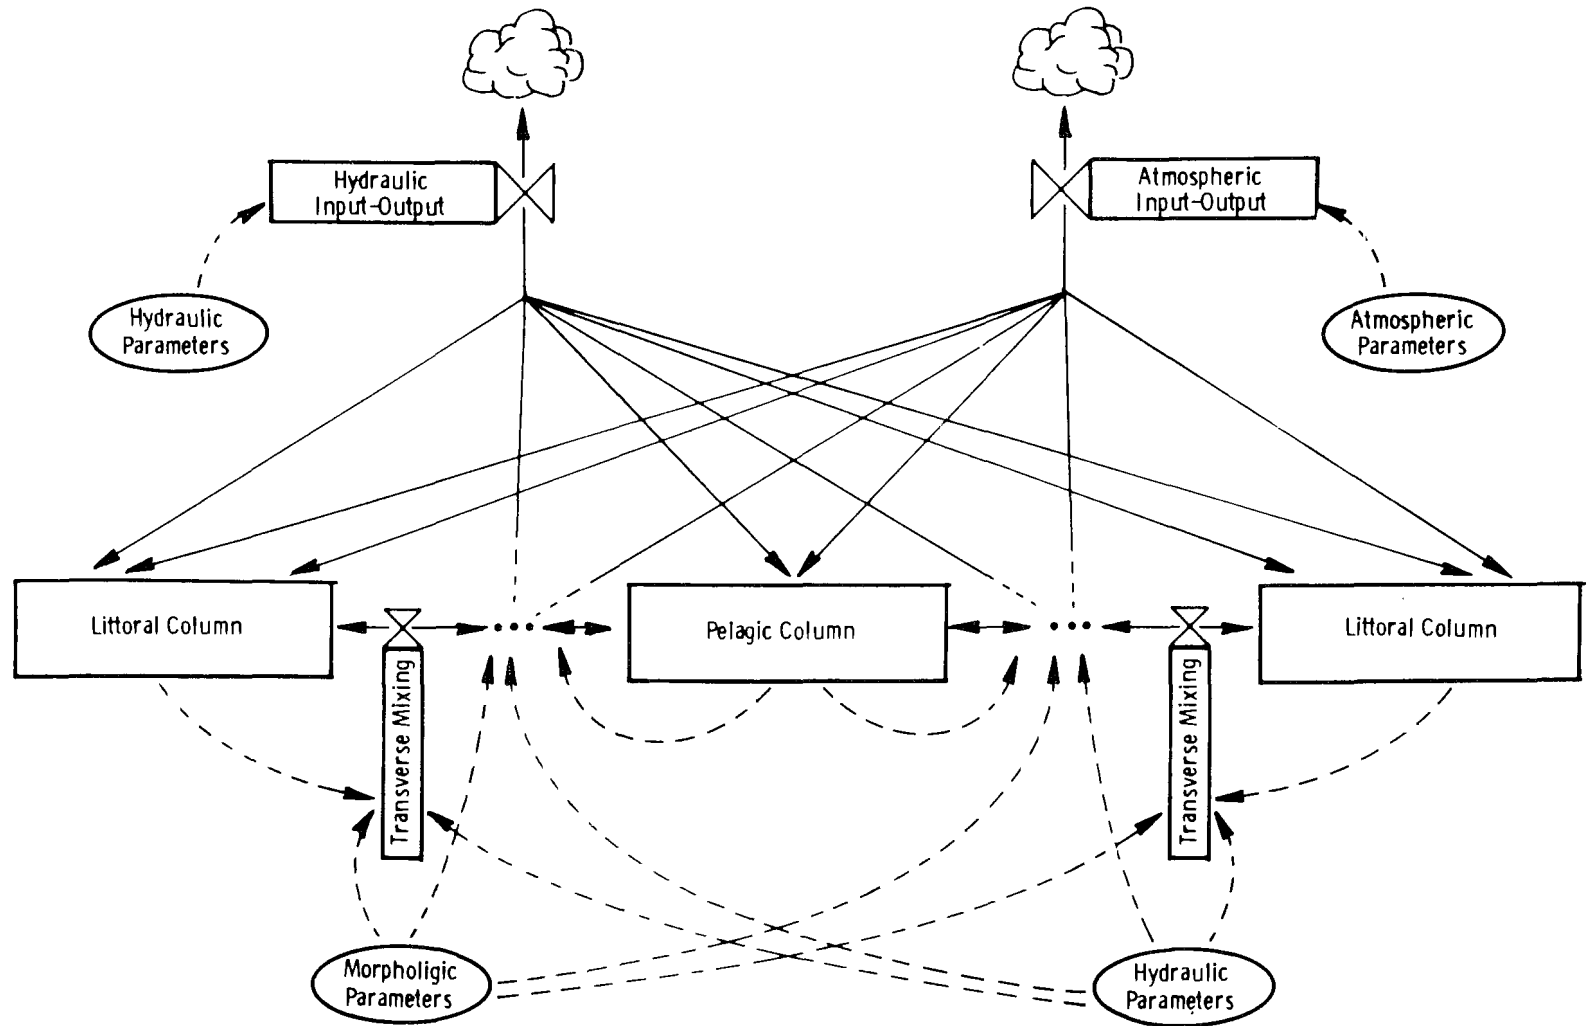 Hydraulic
Input-Output
Atmospheric
Input-Output
Hydraulic
Parameters
Atmospheric
Parameters
Littoral Column
Pelagic Column
Littoral Column
Transverse Mixing
Transverse Mixing
Morpholigic
Parameters
Hydraulic
Parameters